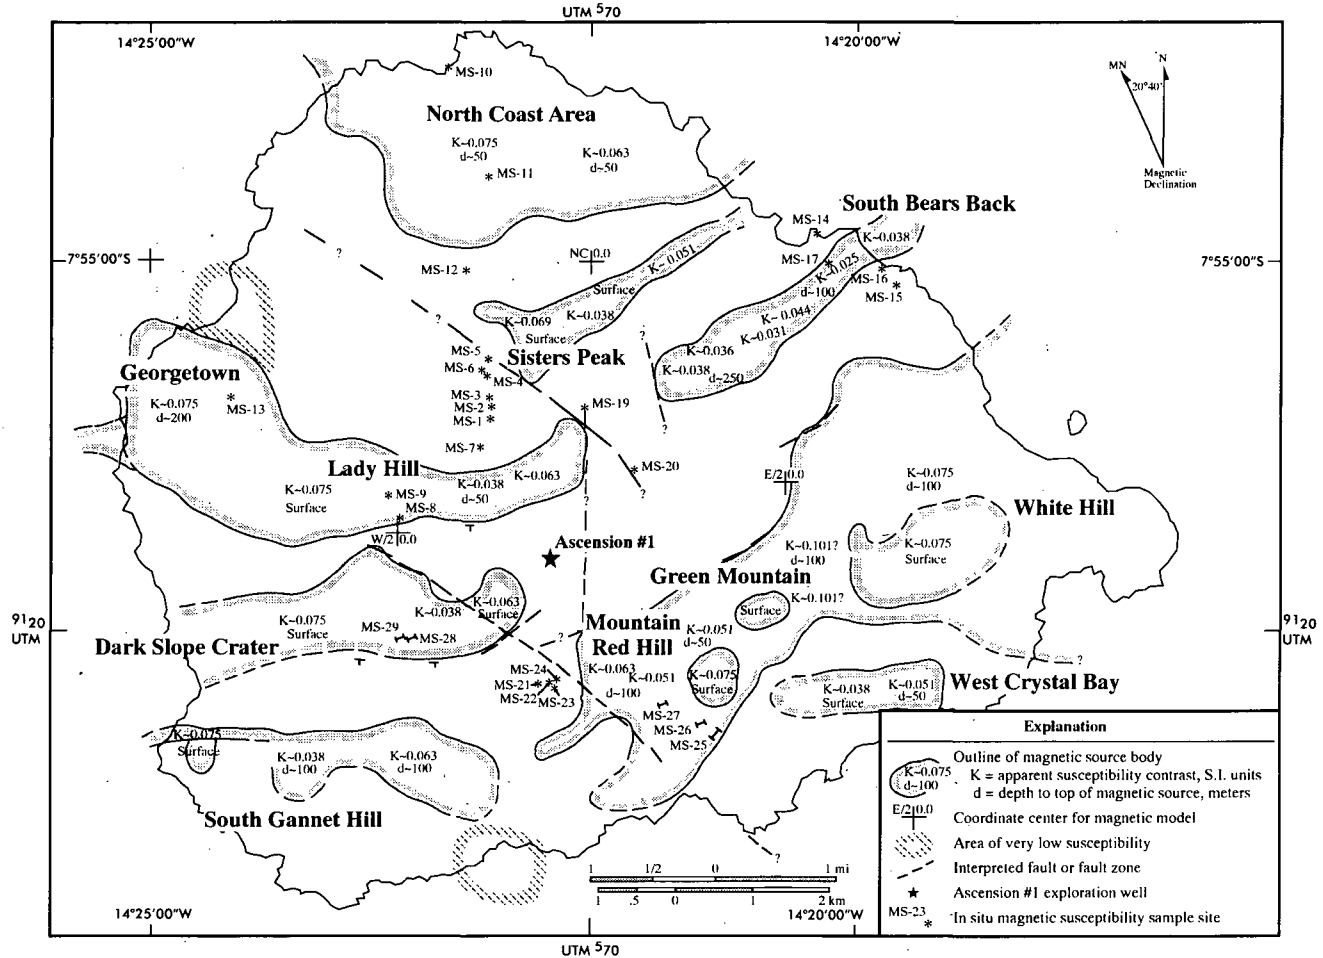 UTM 570
14°25'00"W
14°20'00"W
MN
N
20°40'
Magnetic
Declination
MS-10
North Coast Area
K~0.075
d~50
K~0.063
d~50
MS-11
South Bears Back
MS-14
K~0.038
?
MS-12
NC 0.0
K~0.051
MS-17
K~0.025
d~100
MS-16
MS-15
7°55'00"S
7°55'00"S
Surface
K~0.069
K~0.038
Surface
?
K~0.044
K~0.031
?
MS-5
MS-6
MS-4
Sisters Peak
K~0.036
K~0.038
d~250
Georgetown
K~0.075
d~200
MS-13
MS-3
MS-2
MS-1
MS-19
?
MS-7
Lady Hill
MS-20
?
K~0.063
K~0.038
d~50
K~0.075
Surface
MS-9
MS-8
?
E/2 0.0
K~0.075
d~100
White Hill
W/2 0.0
Ascension #1
K~0.101?
d~100
K~0.075
Surface
Green Mountain
K~0.101?
Surface
K~0.063
Surface
K~0.038
K~0.075
Surface
9120
UTM
9120
UTM
MS-29
MS-28
Mountain
Red Hill
K~0.051
d~50
?
Dark Slope Crater
MS-24
MS-21
MS-22
MS-23
K~0.063
K~0.051
d~100
K~0.075
Surface
?
K~0.038
Surface
K~0.051
d~50
West Crystal Bay
MS-27
MS-26
MS-25
K~0.075
Surface
K~0.038
d~100
K~0.063
d~100
South Gannet Hill
?
1 1/2 0 1 mi
1 .5 0 1 2 km
14°25'00"W
14°20'00"W
UTM 570
Explanation
K~0.075
d~100
Outline of magnetic source body
K = apparent susceptibility contrast, S.I. units
d = depth to top of magnetic source, meters
E/2 0.0
Coordinate center for magnetic model
Area of very low susceptibility
Interpreted fault or fault zone
Ascension #1 exploration well
MS-23
In situ magnetic susceptibility sample site